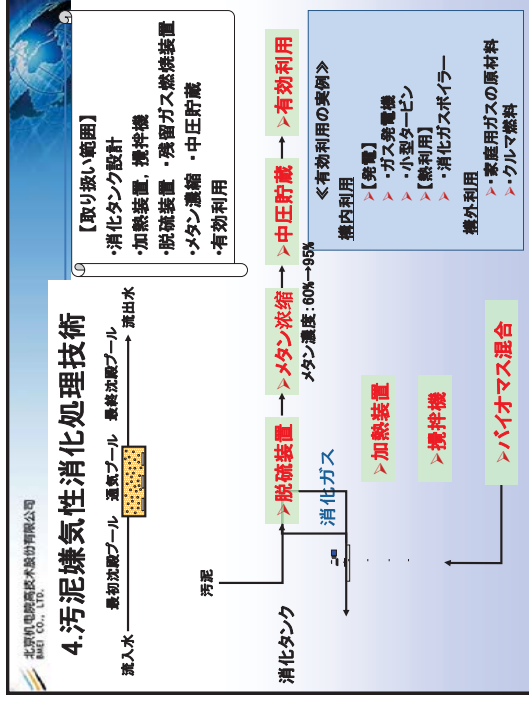 北京机电院高技术股份有限公司
BMEI CO., LTD.
4.汚泥嫌気性消化処理技術
【取り扱い範囲】
・消化タンク設計
・加熱装置，攪拌機
・脱硫装置 ・残留ガス燃焼装置
・メタン濃縮 ・中圧貯蔵
・有効利用
最初沈殿プール 通気プール 最終沈殿プール
流入水
流出水
汚泥
消化タンク
脱硫装置
メタン浓缩
中圧貯蔵
有効利用
メタン濃度：60%→95%
消化ガス
加熱装置
攪拌機
バイオマス混合
≪有効利用の実例≫
構内利用
【発電】
・ガス発電機
・小型タービン
【熱利用】
・消化ガスボイラー
構外利用
・家庭用ガスの原材料
・クルマ燃料